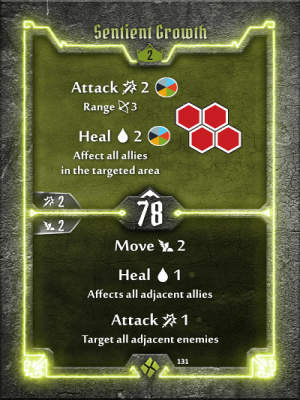 Sentient Growth
2
Attack 2
Range 3
Heal 2
Affect all allies
in the targeted area
2
2
78
Move 2
Heal 1
Affects all adjacent allies
Attack 1
Target all adjacent enemies
131